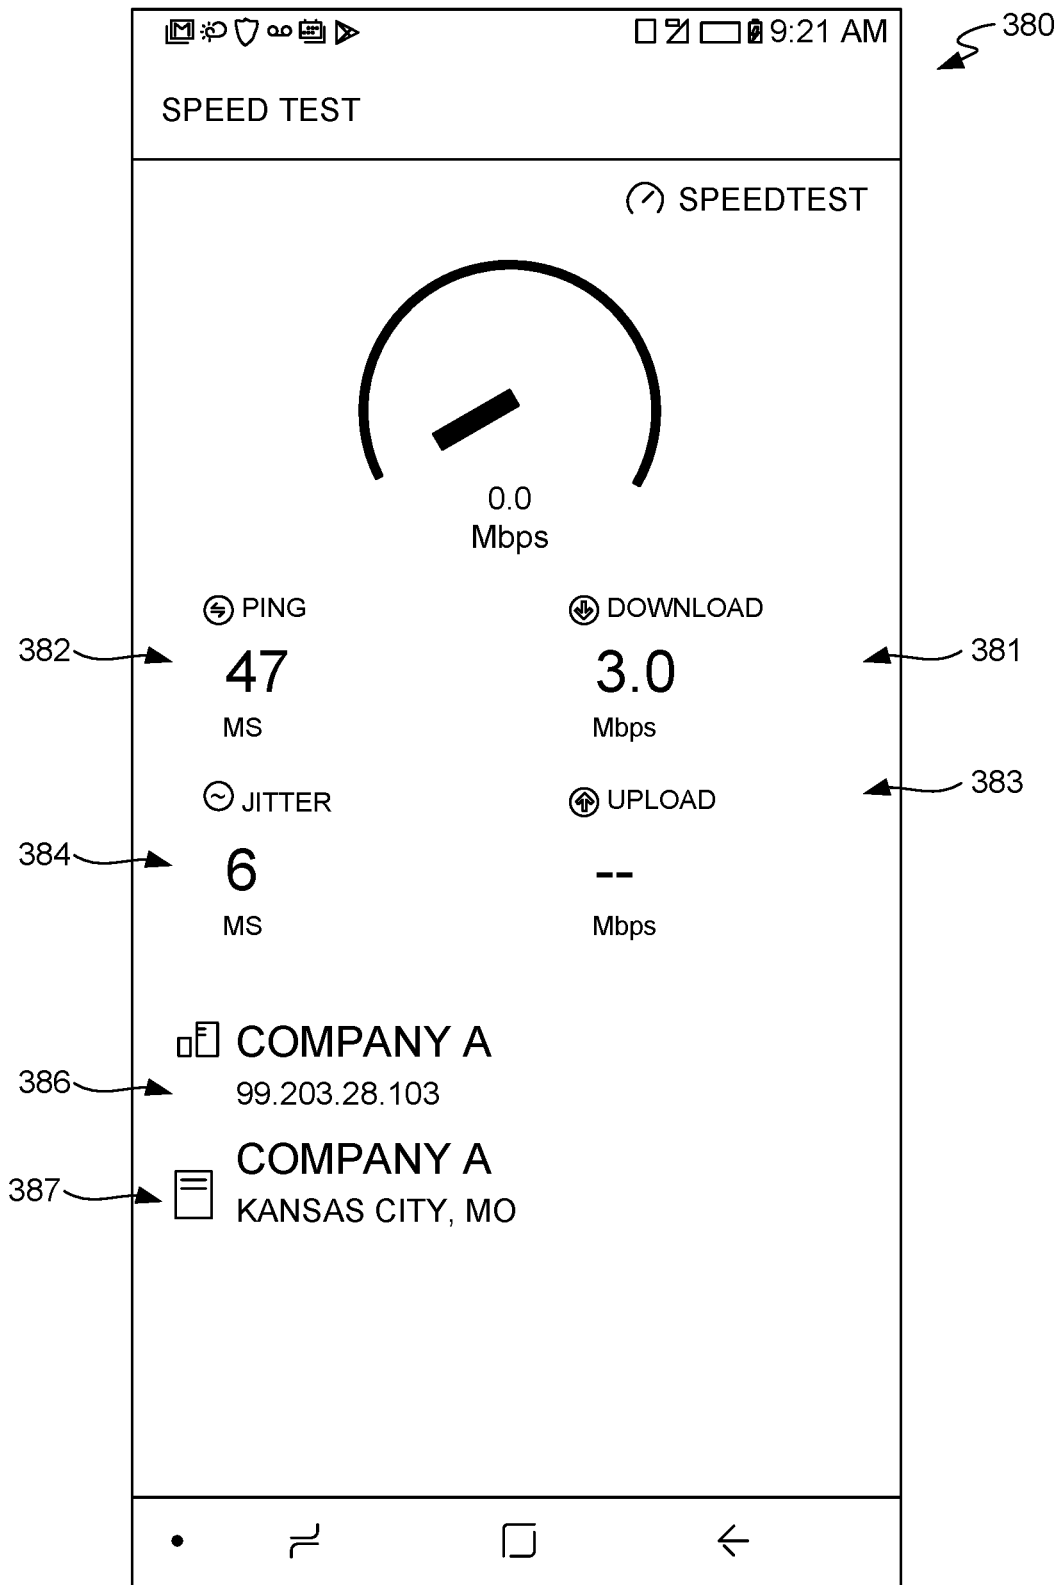 9:21 AM
380
SPEED TEST
SPEEDTEST
0.0
Mbps
PING
DOWNLOAD
382
47
3.0
381
MS
Mbps
JITTER
UPLOAD
383
384
6
--
MS
Mbps
COMPANY A
386
99.203.28.103
COMPANY A
387
KANSAS CITY, MO